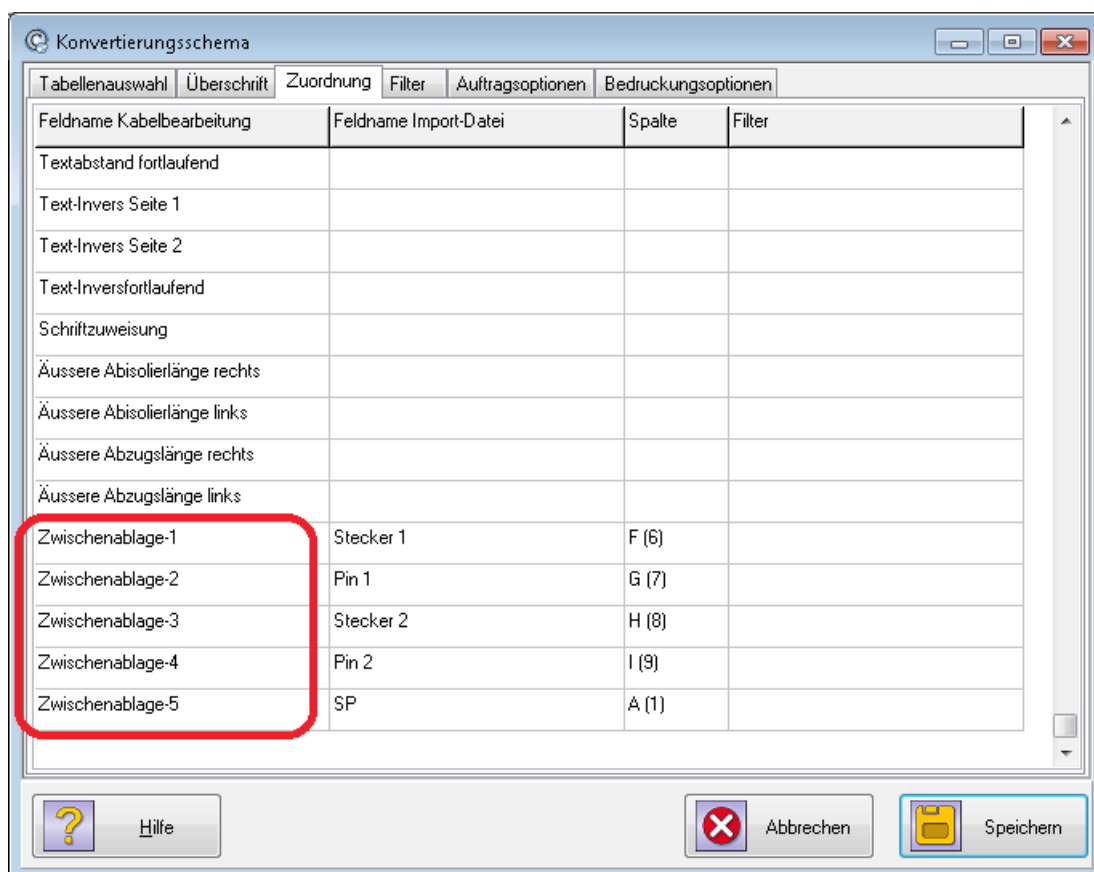 Konvertierungsschema
Tabellenauswahl Überschrift Zuordnung Filter Auftragsoptionen Bedruckungsoptionen
Feldname Kabelbearbeitung Feldname Import-Datei Spalte Filter
Textabstand fortlaufend
Text-Invers Seite 1
Text-Invers Seite 2
Text-Inversfortlaufend
Schriftzuweisung
Äussere Abisolierlänge rechts
Äussere Abisolierlänge links
Äussere Abzugslänge rechts
Äussere Abzugslänge links
Zwischenablage-1 Stecker 1 F (6)
Zwischenablage-2 Pin 1 G (7)
Zwischenablage-3 Stecker 2 H (8)
Zwischenablage-4 Pin 2 I (9)
Zwischenablage-5 SP A (1)
Hilfe Abbrechen Speichern